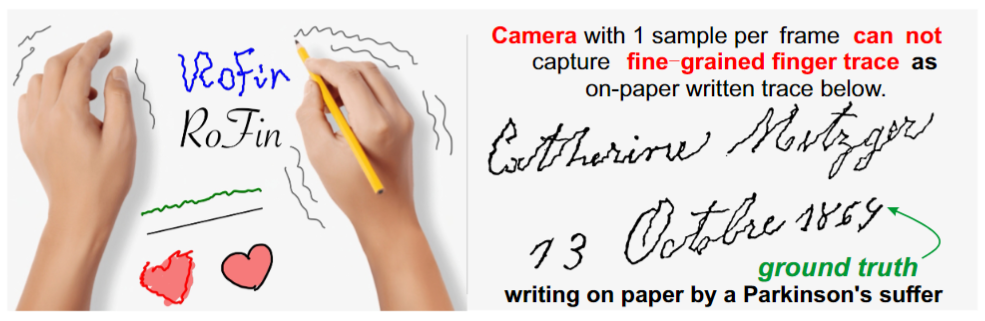 RoFin
RoFin
Camera with 1 sample per frame can not
capture fine-grained finger trace as
on-paper written trace below.
Catherine Metzger
13 Octobre 1869
ground truth
writing on paper by a Parkinson's suffer